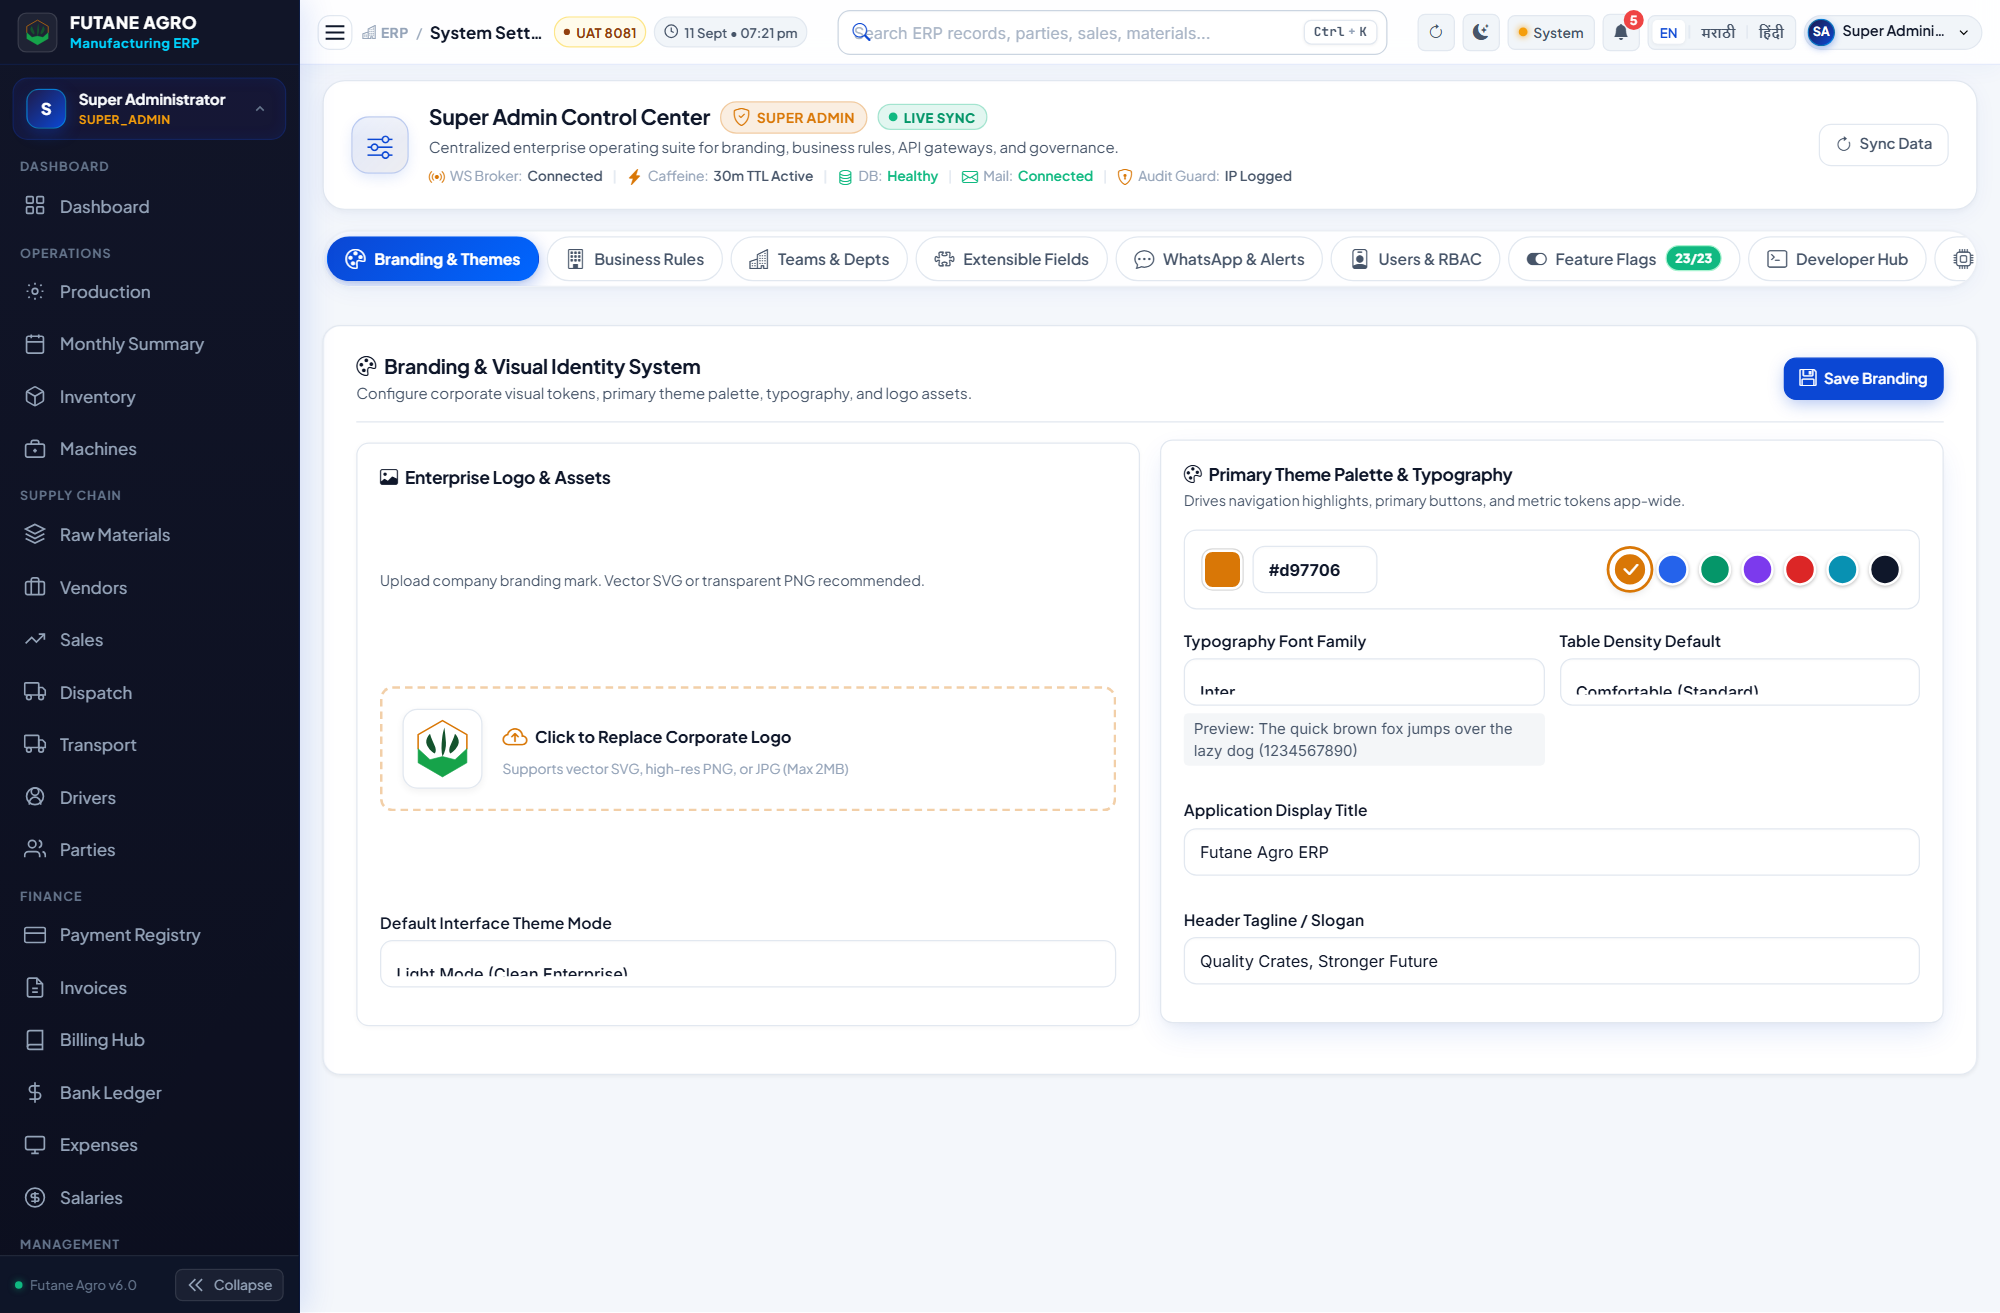 FUTANE AGRO
Manufacturing ERP
S
Super Administrator
SUPER_ADMIN
DASHBOARD
Dashboard
OPERATIONS
Production
Monthly Summary
Inventory
Machines
SUPPLY CHAIN
Raw Materials
Vendors
Sales
Dispatch
Transport
Drivers
Parties
FINANCE
Payment Registry
Invoices
Billing Hub
Bank Ledger
Expenses
Salaries
MANAGEMENT
Futane Agro v6.0
Collapse
ERP / System Sett...
UAT 8081
11 Sept • 07:21 pm
Search ERP records, parties, sales, materials...
Ctrl + K
System
5
EN
मराठी
हिंदी
SA
Super Admini...
Super Admin Control Center
SUPER ADMIN
LIVE SYNC
Centralized enterprise operating suite for branding, business rules, API gateways, and governance.
WS Broker: Connected
Caffeine: 30m TTL Active
DB: Healthy
Mail: Connected
Audit Guard: IP Logged
Sync Data
Branding & Themes
Business Rules
Teams & Depts
Extensible Fields
WhatsApp & Alerts
Users & RBAC
Feature Flags 23/23
Developer Hub
Branding & Visual Identity System
Configure corporate visual tokens, primary theme palette, typography, and logo assets.
Save Branding
Enterprise Logo & Assets
Upload company branding mark. Vector SVG or transparent PNG recommended.
Click to Replace Corporate Logo
Supports vector SVG, high-res PNG, or JPG (Max 2MB)
Default Interface Theme Mode
Light Mode (Clean Enterprise)
Primary Theme Palette & Typography
Drives navigation highlights, primary buttons, and metric tokens app-wide.
#d97706
Typography Font Family
Inter
Preview: The quick brown fox jumps over the
lazy dog (1234567890)
Table Density Default
Comfortable (Standard)
Application Display Title
Futane Agro ERP
Header Tagline / Slogan
Quality Crates, Stronger Future